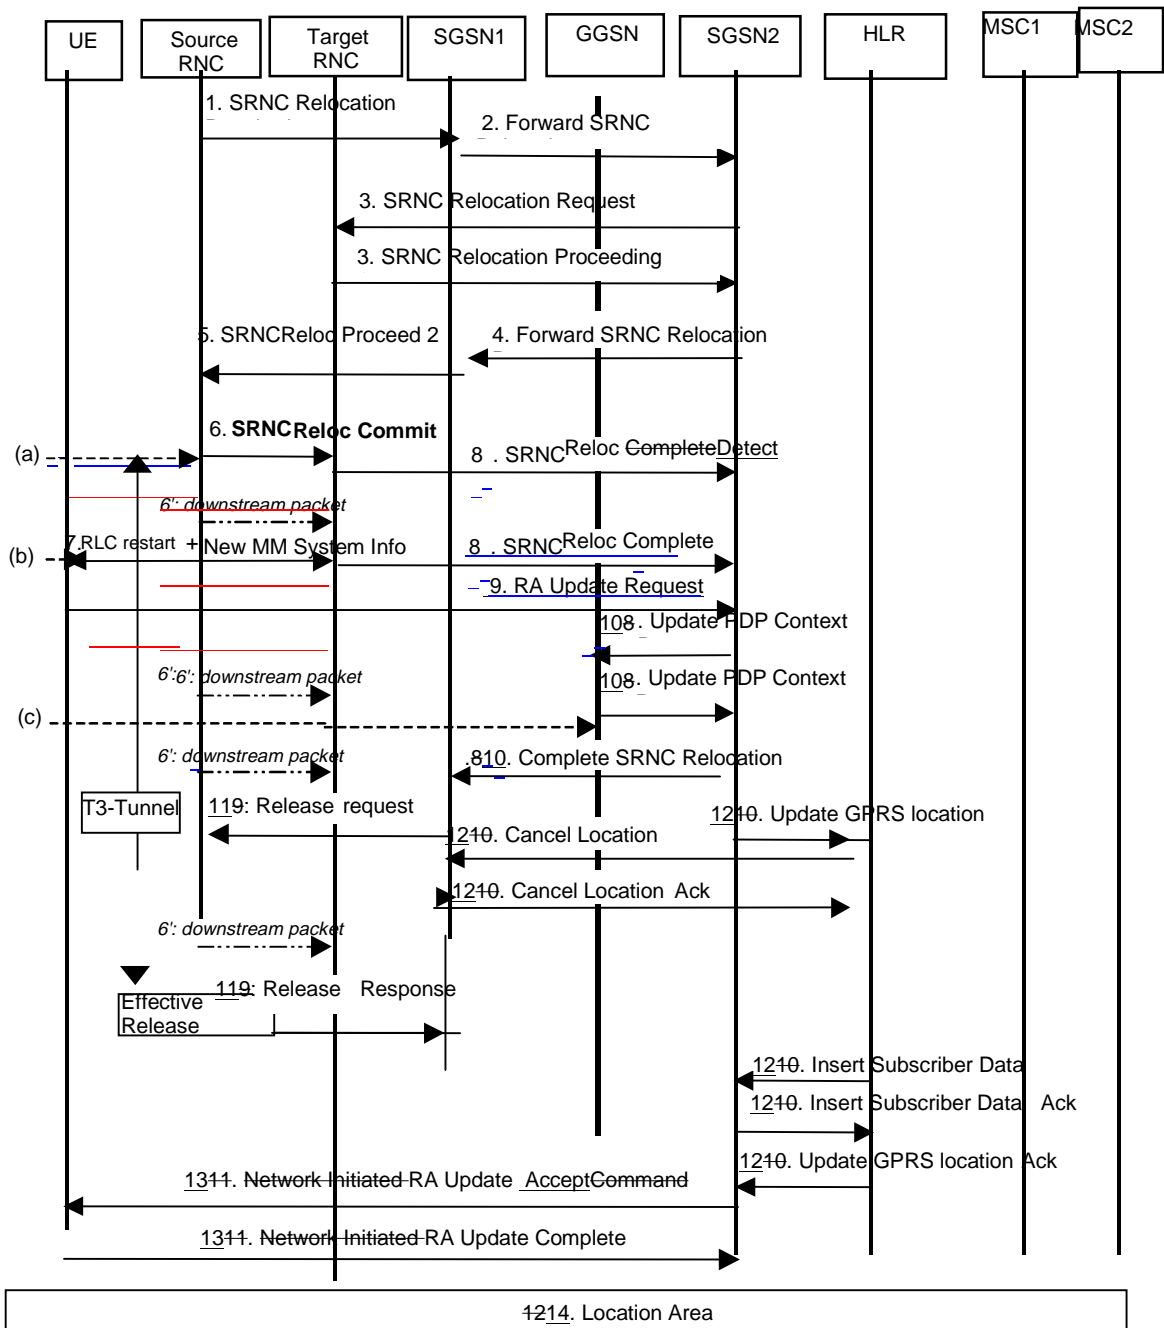 UE
Source
RNC
Target
RNC
SGSN1
GGSN
SGSN2
HLR
MSC1
MSC2
1. SRNC Relocation
2. Forward SRNC
3. SRNC Relocation Request
3. SRNC Relocation Proceeding
5. SRNCReloc Proceed 2
4. Forward SRNC Relocation
6. SRNCReloc Commit
(a)
8 . SRNCReloc CompleteDetect
6': downstream packet
7.RLC restart + New MM System Info
8 . SRNCReloc Complete
(b)
9. RA Update Request
108. Update PDP Context
6':6': downstream packet
108. Update PDP Context
(c)
6': downstream packet
.810. Complete SRNC Relocation
T3-Tunnel
119: Release request
1210. Update GPRS location
1210. Cancel Location
1210. Cancel Location Ack
6': downstream packet
119: Release Response
Effective
Release
1210. Insert Subscriber Data
1210. Insert Subscriber Data Ack
1210. Update GPRS location Ack
1311. Network Initiated RA Update AcceptCommand
1311. Network Initiated RA Update Complete
1214. Location Area